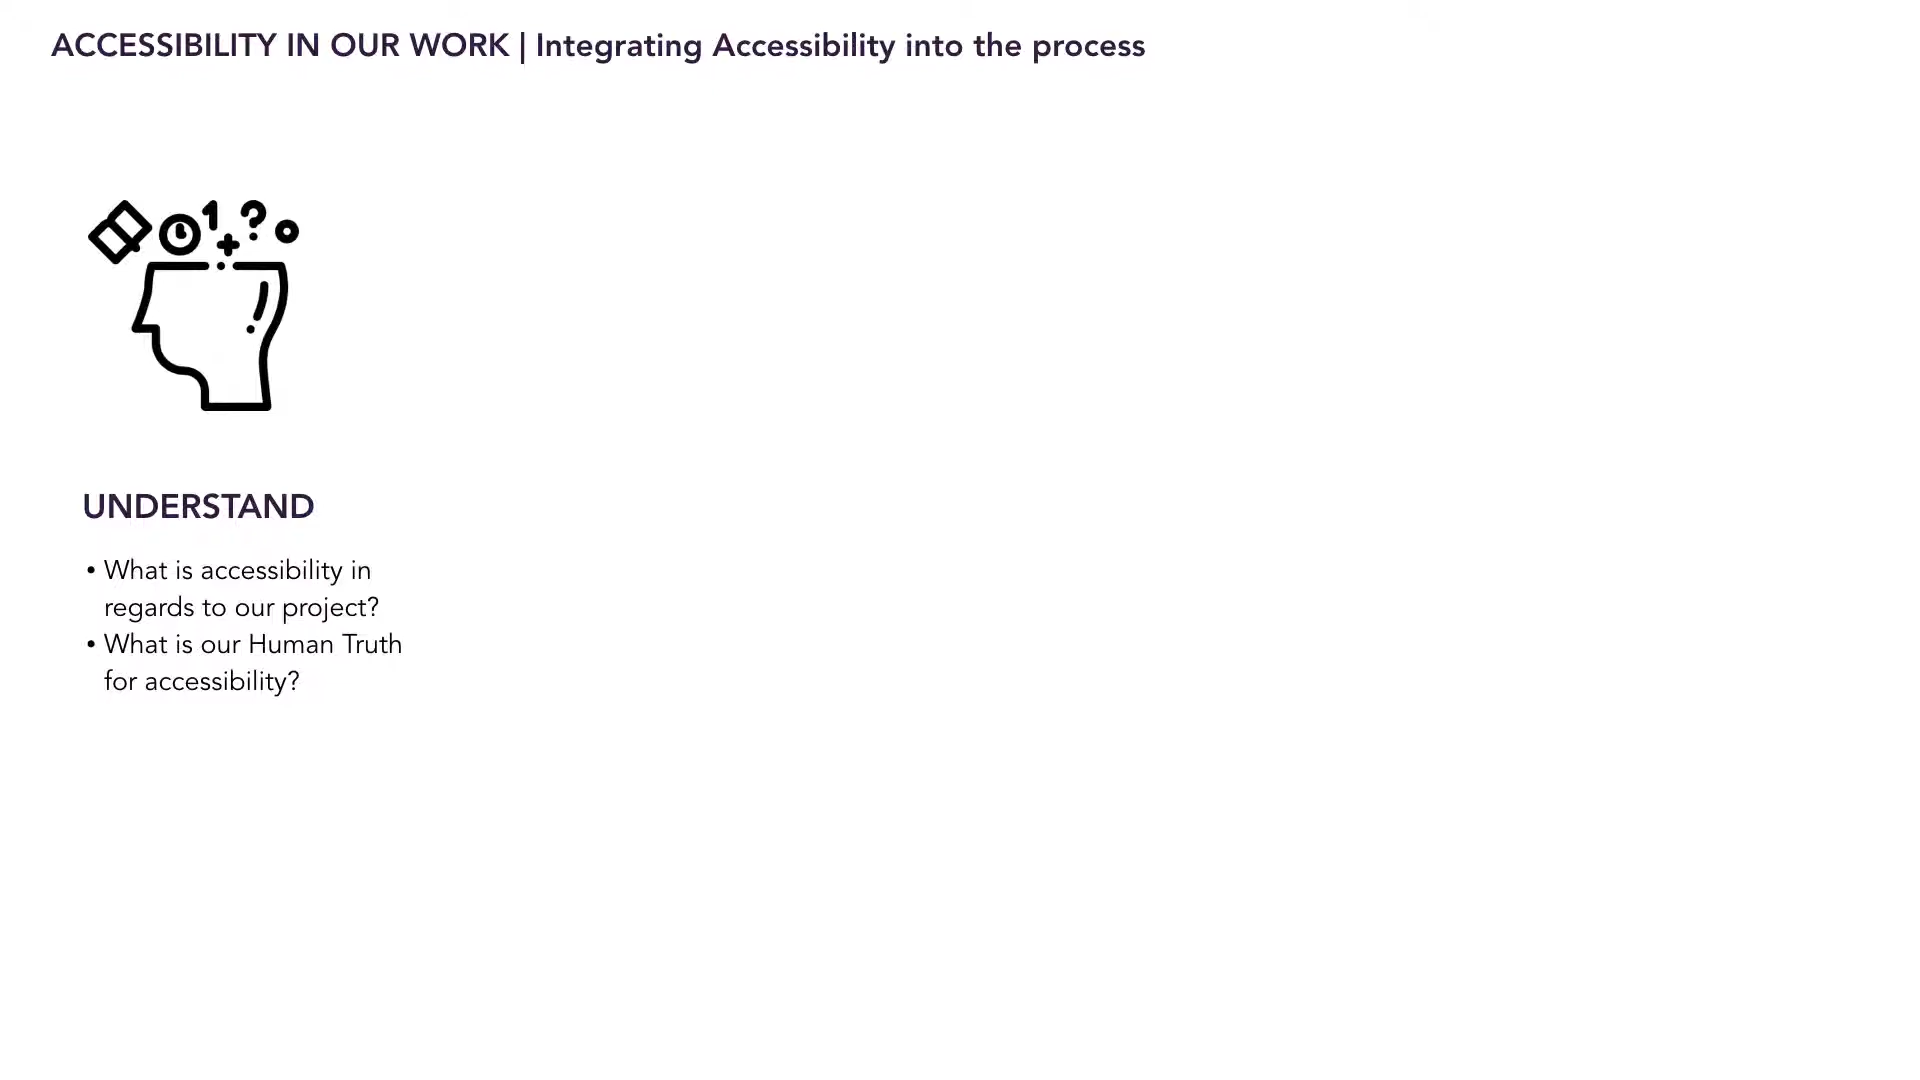 ACCESSIBILITY IN OUR WORK | Integrating Accessibility into the process
1
?
+
UNDERSTAND
• What is accessibility in
regards to our project?
• What is our Human Truth
for accessibility?